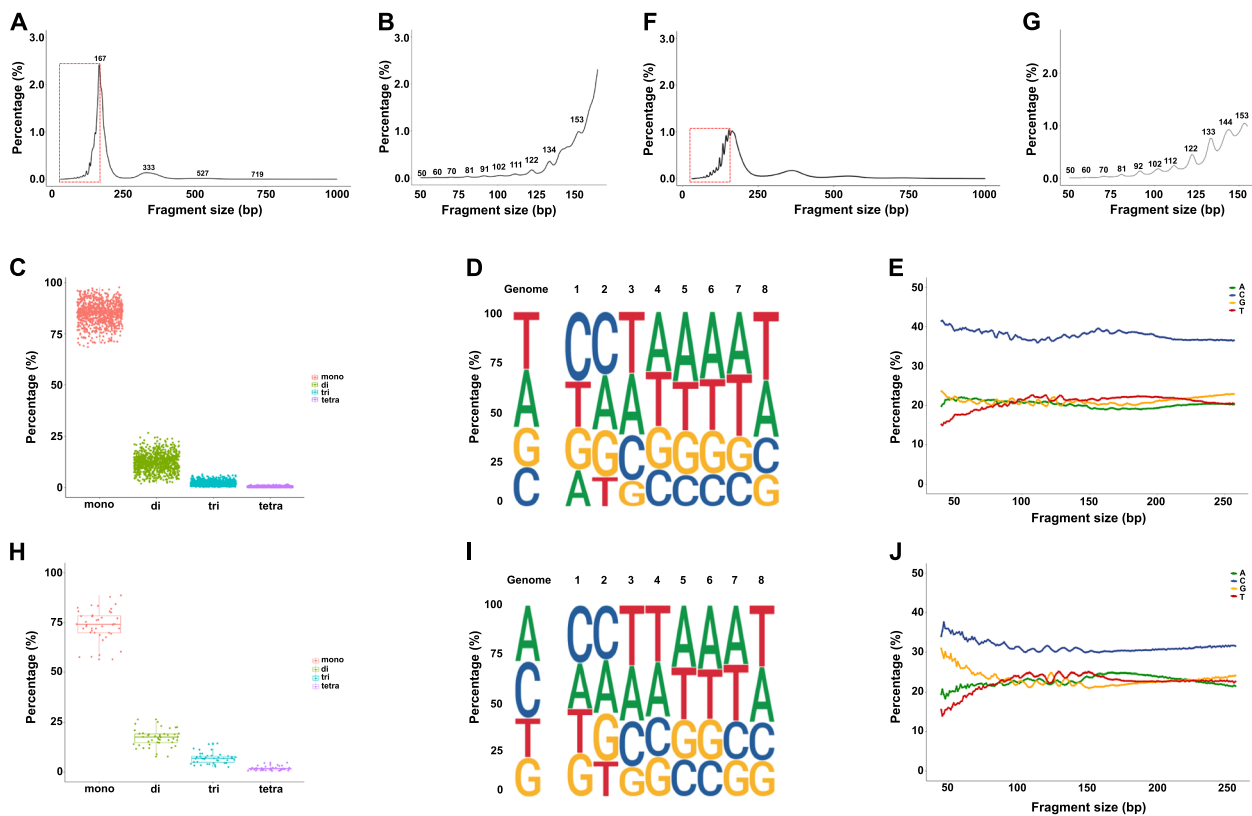 A
Percentage (%)
3.0
2.0
1.0
0.0
167
333
527
719
0
250
500
750
1000
Fragment size (bp)
B
Percentage (%)
3.0
2.0
1.0
0.0
50 60 70 81 91 102 111 122 134 153
50 75 100 125 150
Fragment size (bp)
F
Percentage (%)
3.0
2.0
1.0
0.0
0 250 500 750 1000
Fragment size (bp)
G
Percentage (%)
2.0
1.0
0.0
50 60 70 81 92 102 112 122 133 144 153
50 75 100 125 150
Fragment size (bp)
C
Percentage (%)
100
75
50
25
0
mono di tri tetra
mono
di
tri
tetra
D
Percentage (%)
Genome 1 2 3 4 5 6 7 8
100
75
50
25
0
T C C T A A A A T
A T A A T T T T A
G G G C G G G G C
C A T G C C C C G
E
Percentage (%)
50
40
30
20
10
0
50 100 150 200 250
Fragment size (bp)
A
C
G
T
H
Percentage (%)
100
75
50
25
0
mono di tri tetra
mono
di
tri
tetra
I
Percentage (%)
Genome 1 2 3 4 5 6 7 8
100
75
50
25
0
A C C T T A A A T
C A A A A T T T A
T T G C C G G C C
G G T G G C C G G
J
Percentage (%)
50
40
30
20
10
0
50 100 150 200 250
Fragment size (bp)
A
C
G
T